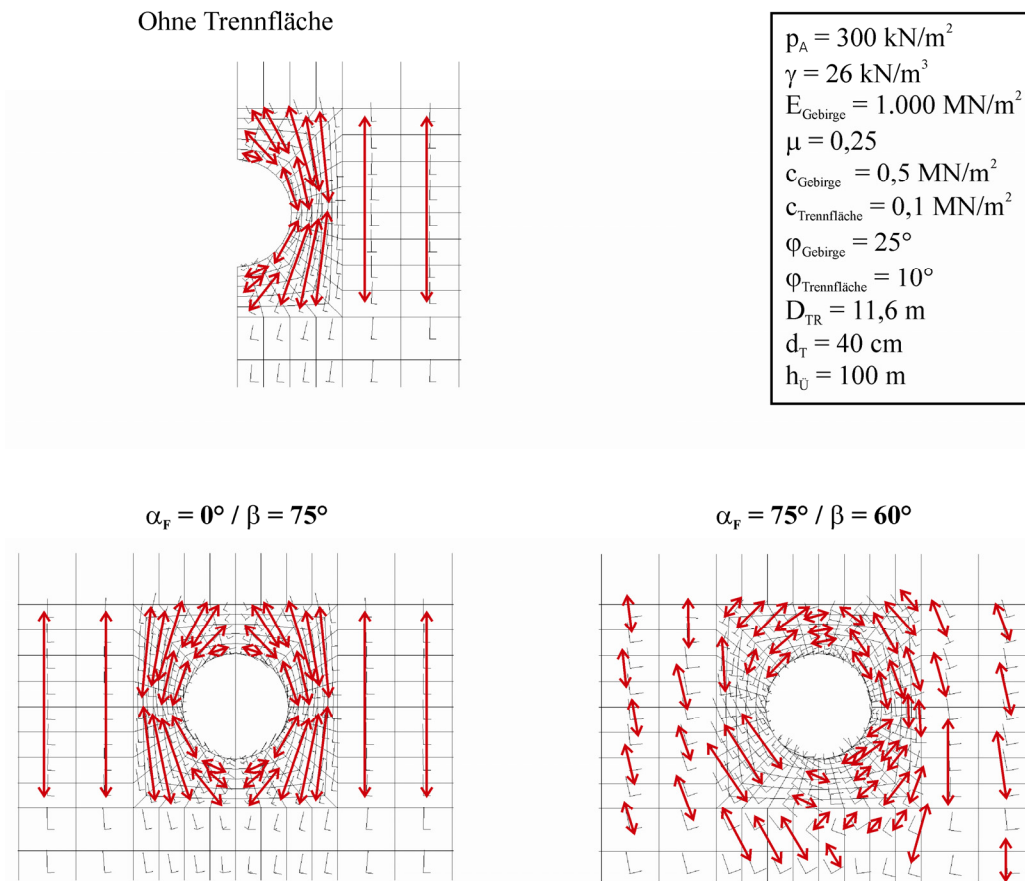 Ohne Trennfläche
p_A = 300 kN/m²
γ = 26 kN/m³
E_Gebirge = 1.000 MN/m²
μ = 0,25
c_Gebirge = 0,5 MN/m²
c_Trennfläche = 0,1 MN/m²
φ_Gebirge = 25°
φ_Trennfläche = 10°
D_TR = 11,6 m
d_T = 40 cm
h_Ü = 100 m
α_F = 0° / β = 75°
α_F = 75° / β = 60°